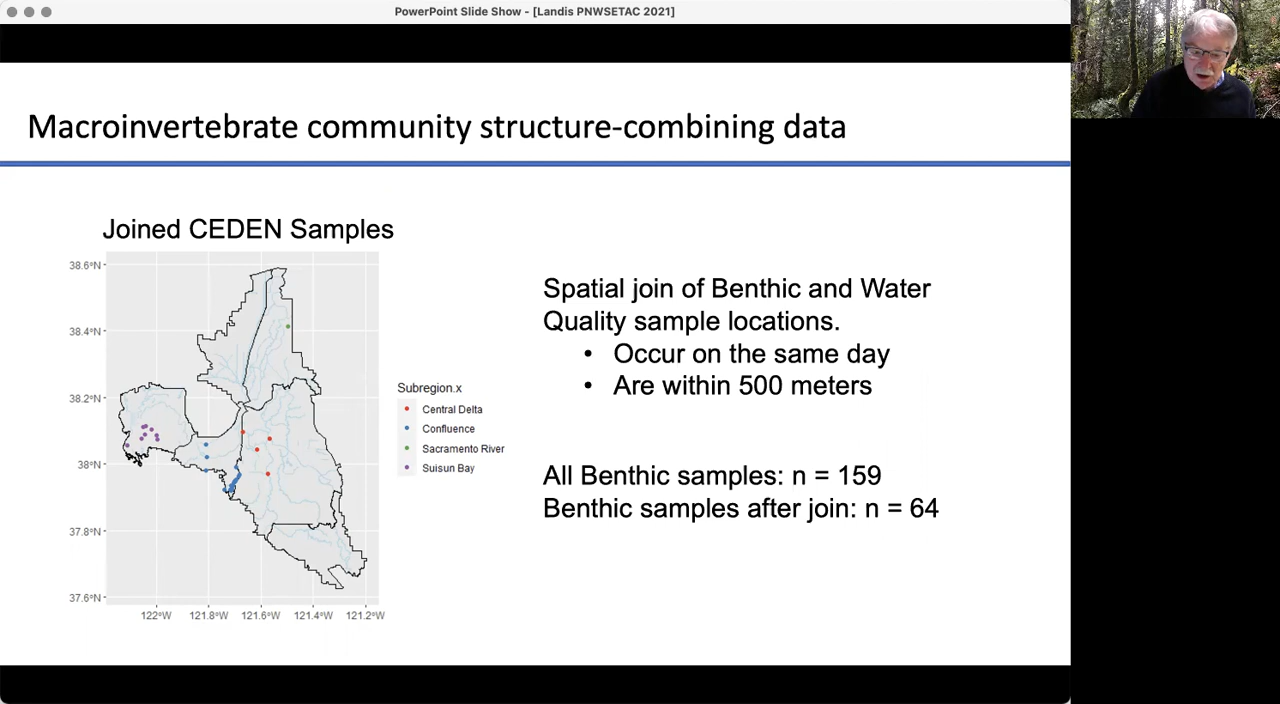 PowerPoint Slide Show - [Landis PNWSETAC 2021]
Macroinvertebrate community structure-combining data
Joined CEDEN Samples
38.6°N
38.4°N
38.2°N
38°N
37.8°N
37.6°N
122°W 121.8°W 121.6°W 121.4°W 121.2°W
Subregion.x
Central Delta
Confluence
Sacramento River
Suisun Bay
Spatial join of Benthic and Water
Quality sample locations.
• Occur on the same day
• Are within 500 meters
All Benthic samples: n = 159
Benthic samples after join: n = 64